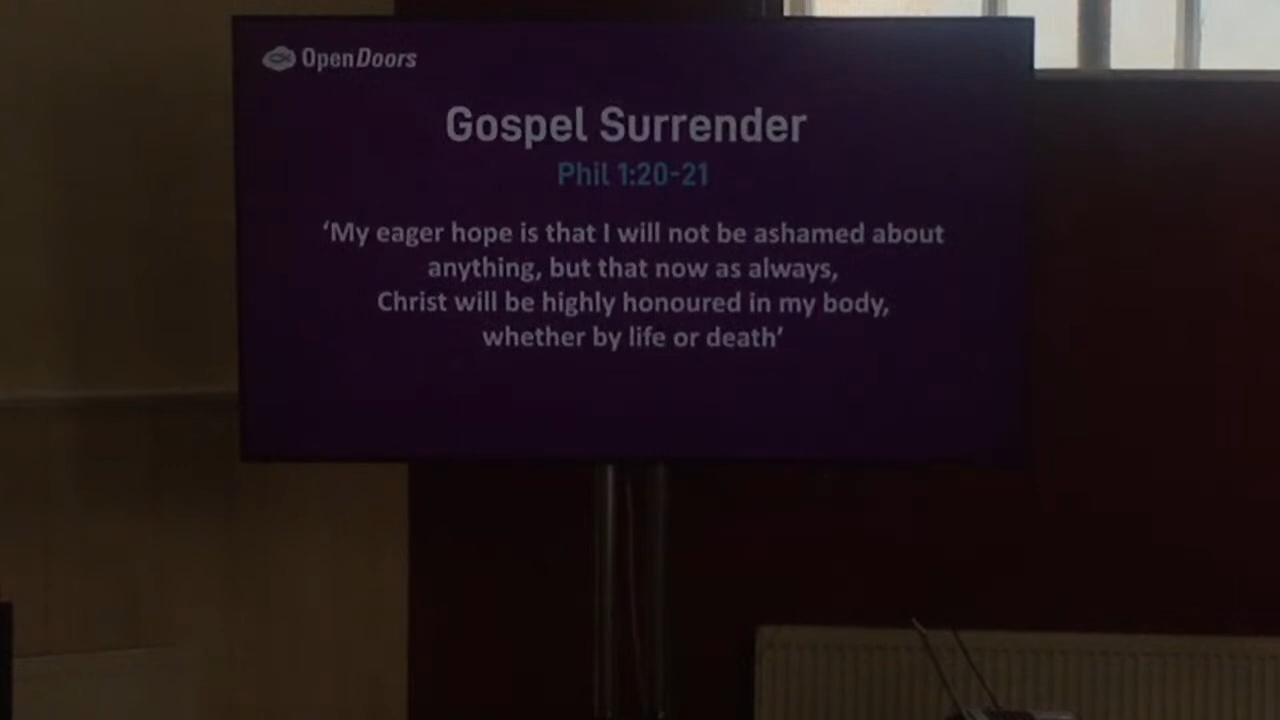 OpenDoors
Gospel Surrender
Phil 1:20-21
‘My eager hope is that I will not be ashamed about
anything, but that now as always,
Christ will be highly honoured in my body,
whether by life or death’